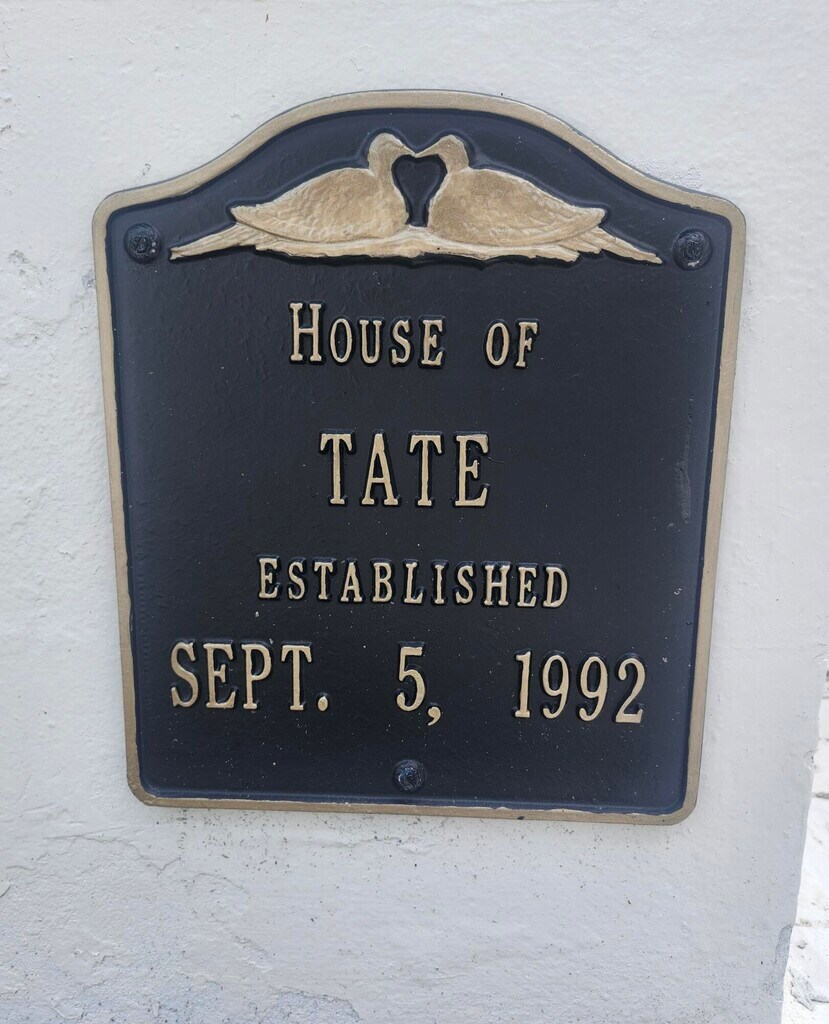 House of
TATE
ESTABLISHED
SEPT. 5, 1992